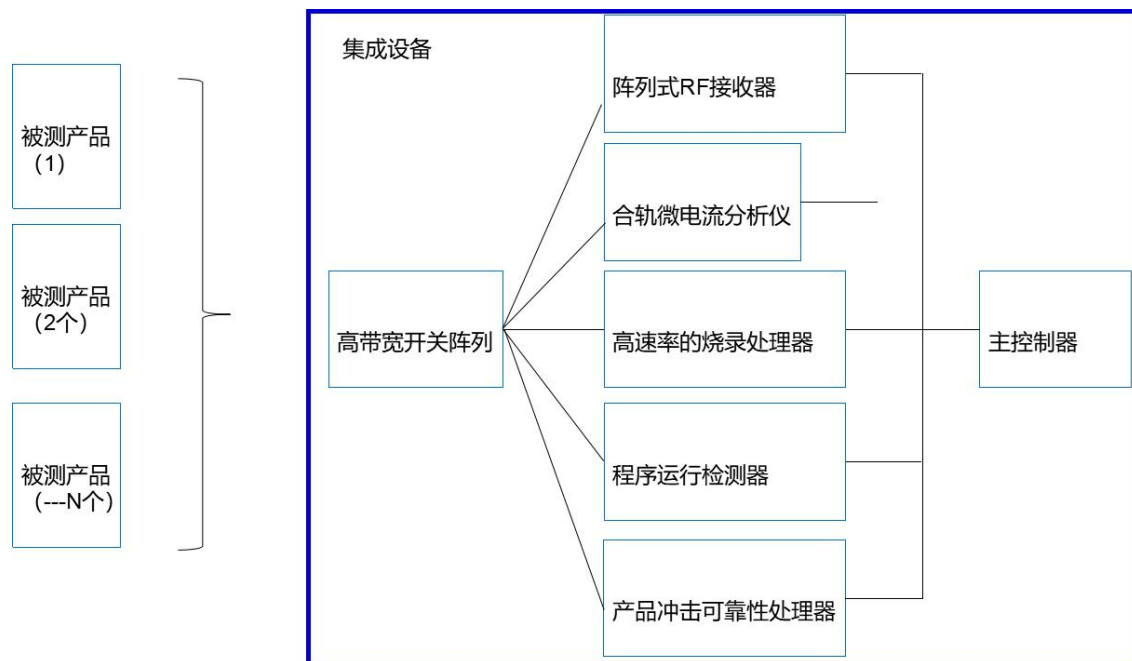 集成设备
被测产品
（1）
被测产品
（2个）
被测产品
（---N个）
高带宽开关阵列
阵列式RF接收器
合轨微电流分析仪
高速率的烧录处理器
程序运行检测器
产品冲击可靠性处理器
主控制器